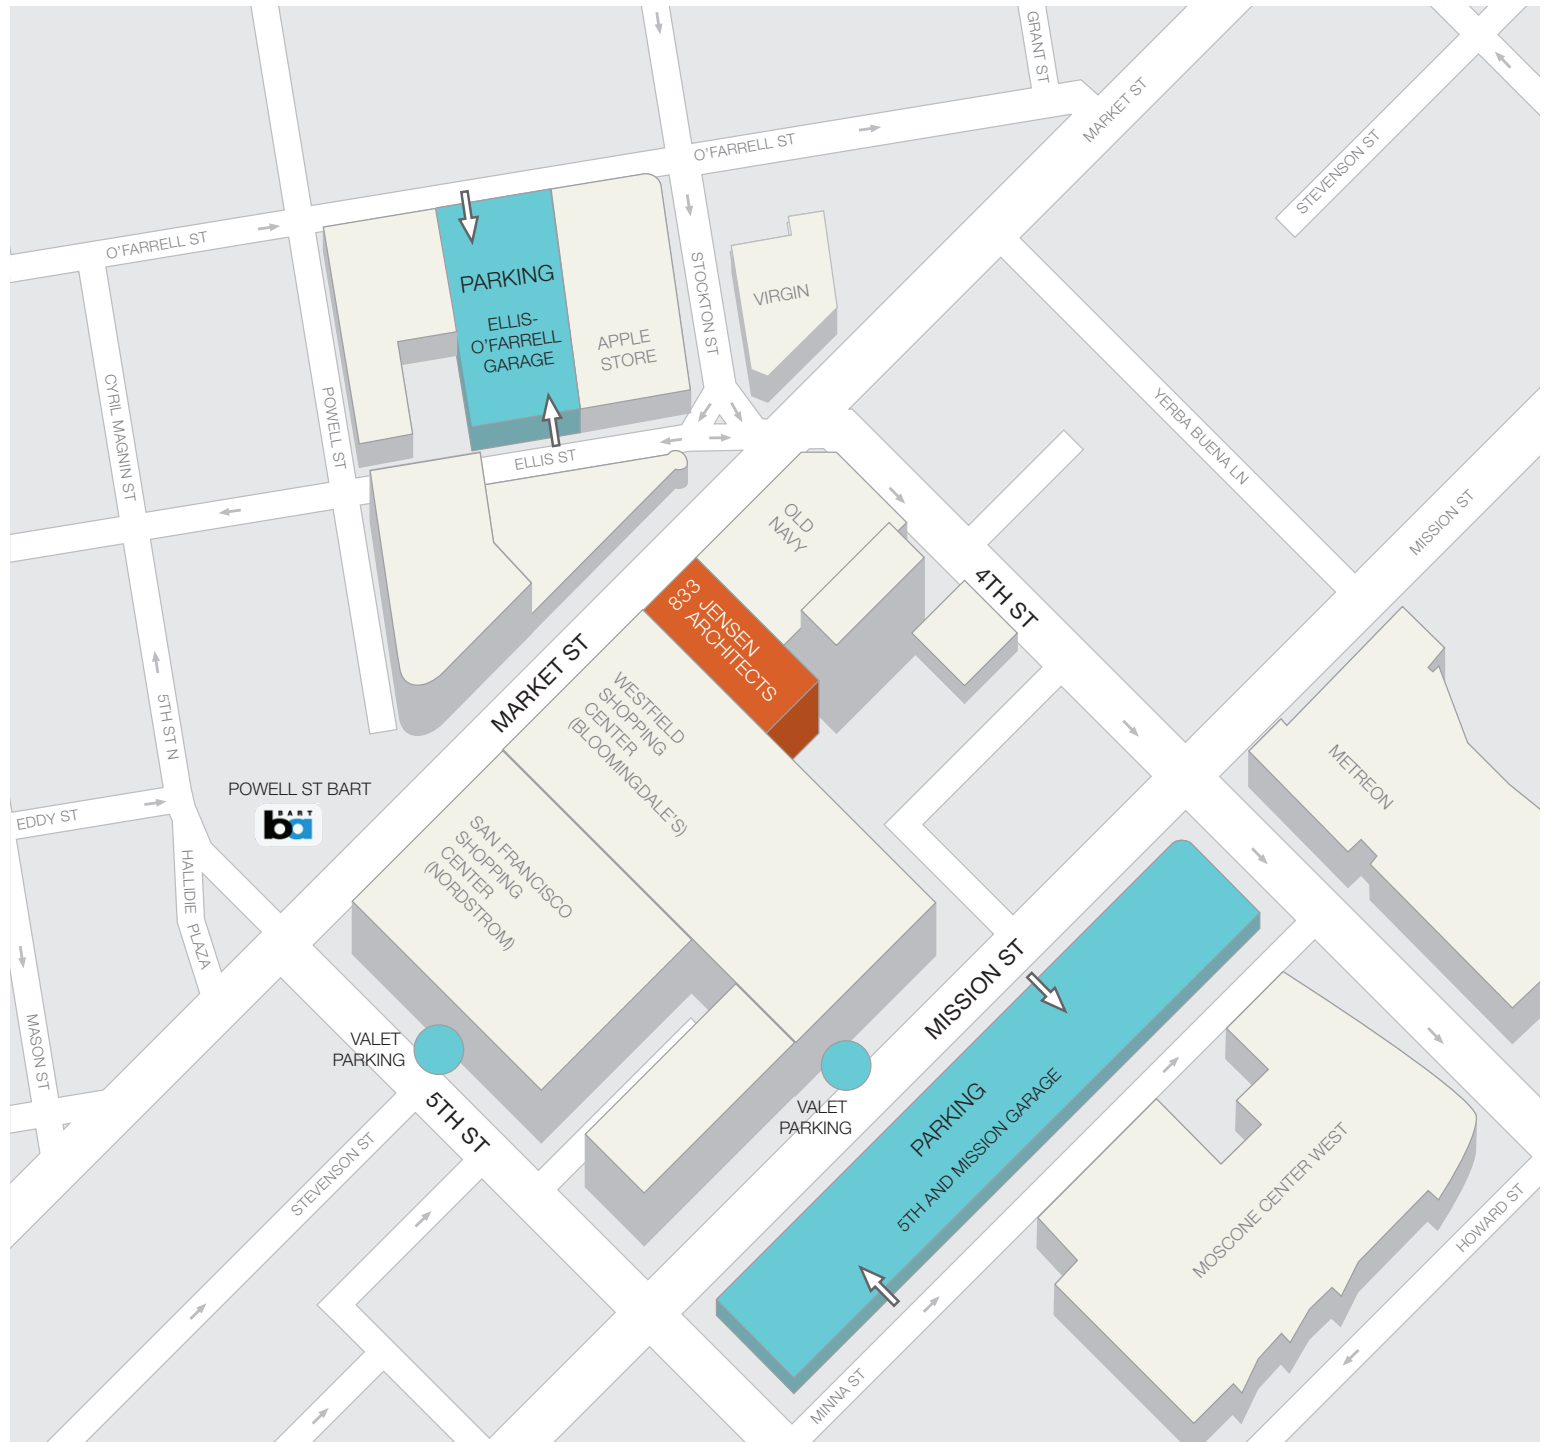 GRANT ST
MARKET ST
O'FARRELL ST
STEVENSON ST
O'FARRELL ST
PARKING
ELLIS-
O'FARRELL
GARAGE
APPLE
STORE
STOCKTON ST
VIRGIN
CYRIL MAGNIN ST
POWELL ST
ELLIS ST
YERBA BUENA LN
MISSION ST
OLD
NAVY
4TH ST
833 JENSEN
ARCHITECTS
MARKET ST
WESTFIELD
SHOPPING
CENTER
(BLOOMINGDALE'S)
5TH ST N
METREON
POWELL ST BART
BART
ba
EDDY ST
SAN FRANCISCO
SHOPPING
CENTER
(NORDSTROM)
HALLIDIE PLAZA
MISSION ST
MASON ST
VALET
PARKING
5TH ST
VALET
PARKING
PARKING
5TH AND MISSION GARAGE
STEVENSON ST
MOSCONE CENTER WEST
HOWARD ST
MINNA ST